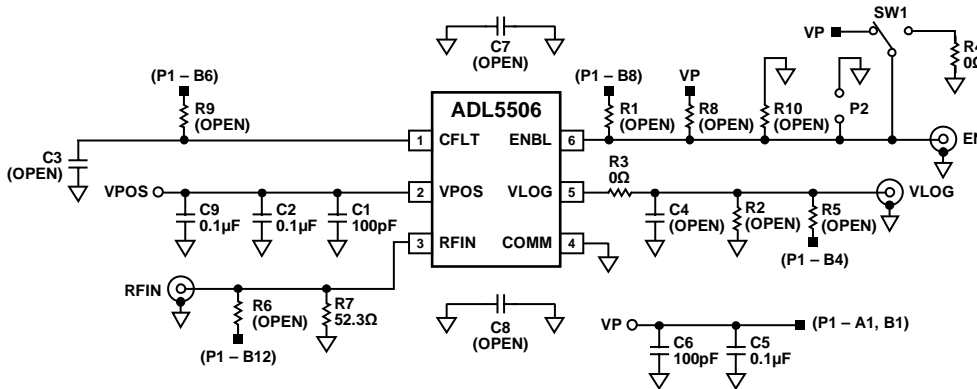 SW1
VP
R4
0Ω
C7
(OPEN)
(P1 – B6)
R9
(OPEN)
(P1 – B8)
R1
(OPEN)
VP
R8
(OPEN)
R10
(OPEN)
P2
ADL5506
1 CFLT
ENBL 6
C3
(OPEN)
VPOS
2 VPOS
VLOG 5
R3
0Ω
VLOG
C9
0.1µF
C2
0.1µF
C1
100pF
C4
(OPEN)
R2
(OPEN)
R5
(OPEN)
(P1 – B4)
3 RFIN
COMM 4
RFIN
R6
(OPEN)
R7
52.3Ω
(P1 – B12)
C8
(OPEN)
VP
(P1 – A1, B1)
C6
100pF
C5
0.1µF